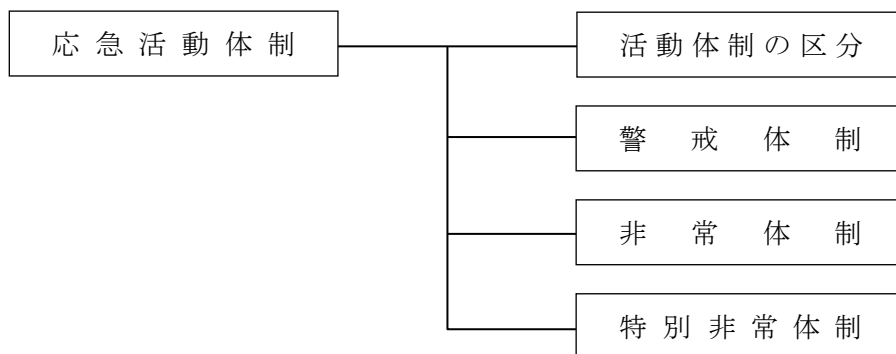 応急活動体制
活動体制の区分
警戒体制
非常体制
特別非常体制